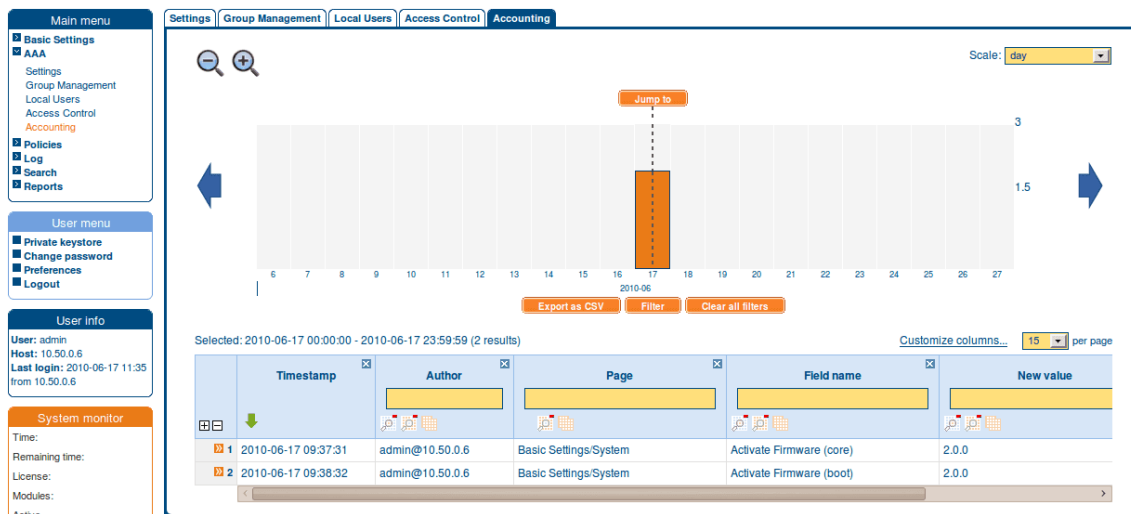 Main menu
Basic Settings
AAA
Settings
Group Management
Local Users
Access Control
Accounting
Policies
Log
Search
Reports
User menu
Private keystore
Change password
Preferences
Logout
User info
User: admin
Host: 10.50.0.6
Last login: 2010-06-17 11:35
from 10.50.0.6
System monitor
Time:
Remaining time:
License:
Modules:
Settings Group Management Local Users Access Control Accounting
Scale: day
Jump to
3
1.5
6 7 8 9 10 11 12 13 14 15 16 17 18 19 20 21 22 23 24 25 26 27
2010-06
Export as CSV Filter Clear all filters
Selected: 2010-06-17 00:00:00 - 2010-06-17 23:59:59 (2 results) Customize columns... 15 per page
Timestamp Author Page Field name New value
1 2010-06-17 09:37:31 admin@10.50.0.6 Basic Settings/System Activate Firmware (core) 2.0.0
2 2010-06-17 09:38:32 admin@10.50.0.6 Basic Settings/System Activate Firmware (boot) 2.0.0